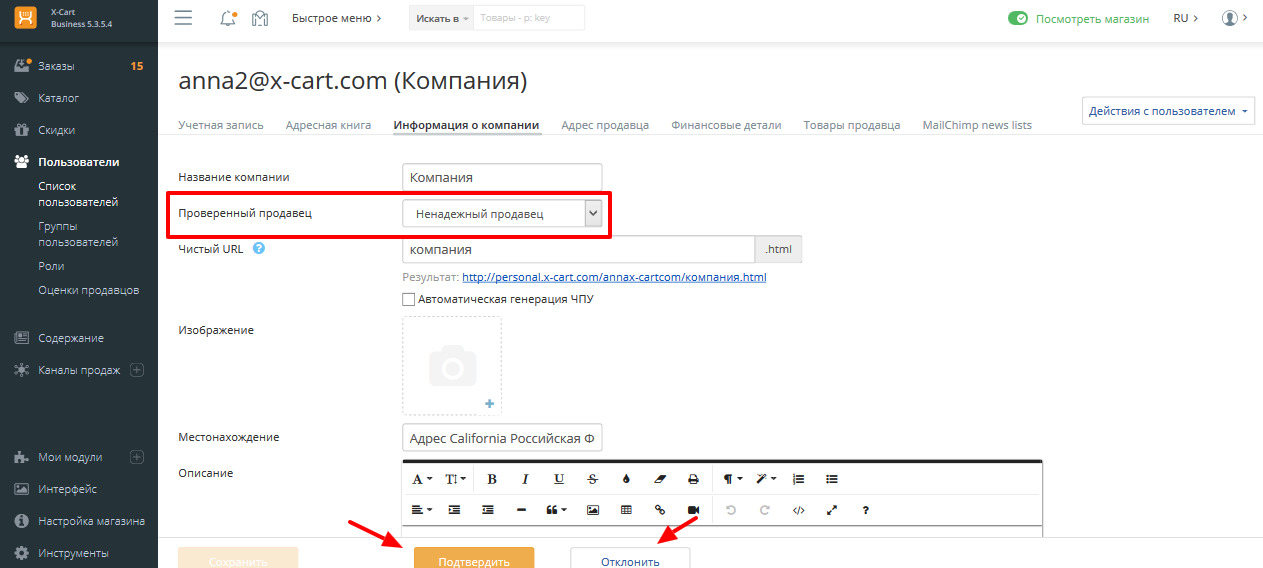 X-Cart
Business 5.3.5.4
Быстрое меню
Искать в
Товары - p: key
Посмотреть магазин
RU
Заказы
15
Каталог
Скидки
Пользователи
Список
пользователей
Группы
пользователей
Роли
Оценки продавцов
Содержание
Каналы продаж
Мои модули
Интерфейс
Настройка магазина
Инструменты
anna2@x-cart.com (Компания)
Действия с пользователем
Учетная запись
Адресная книга
Информация о компании
Адрес продавца
Финансовые детали
Товары продавца
MailChimp news lists
Название компании
Компания
Проверенный продавец
Ненадежный продавец
Чистый URL
?
компания
.html
Результат: http://personal.x-cart.com/annax-cartcom/компания.html
Автоматическая генерация ЧПУ
Изображение
Местонахождение
Адрес California Российская Ф
Описание
Сохранить
Подтвердить
Отклонить